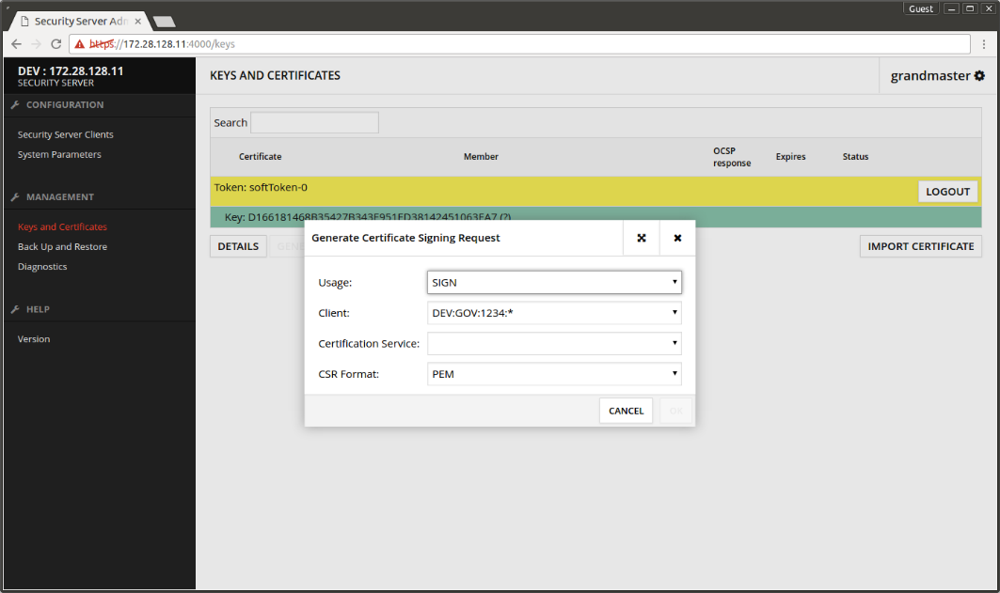 Guest
Security Server Adm
https://172.28.128.11:4000/keys
DEV : 172.28.128.11
SECURITY SERVER
KEYS AND CERTIFICATES
grandmaster
CONFIGURATION
Security Server Clients
System Parameters
MANAGEMENT
Keys and Certificates
Back Up and Restore
Diagnostics
HELP
Version
Search
Certificate
Member
OCSP
response
Expires
Status
Token: softToken-0
LOGOUT
Key: D166181468B35427B343E951FD38142451063EA7 (?)
DETAILS
GEN
IMPORT CERTIFICATE
Generate Certificate Signing Request
Usage:
SIGN
Client:
DEV:GOV:1234:*
Certification Service:
CSR Format:
PEM
CANCEL
OK